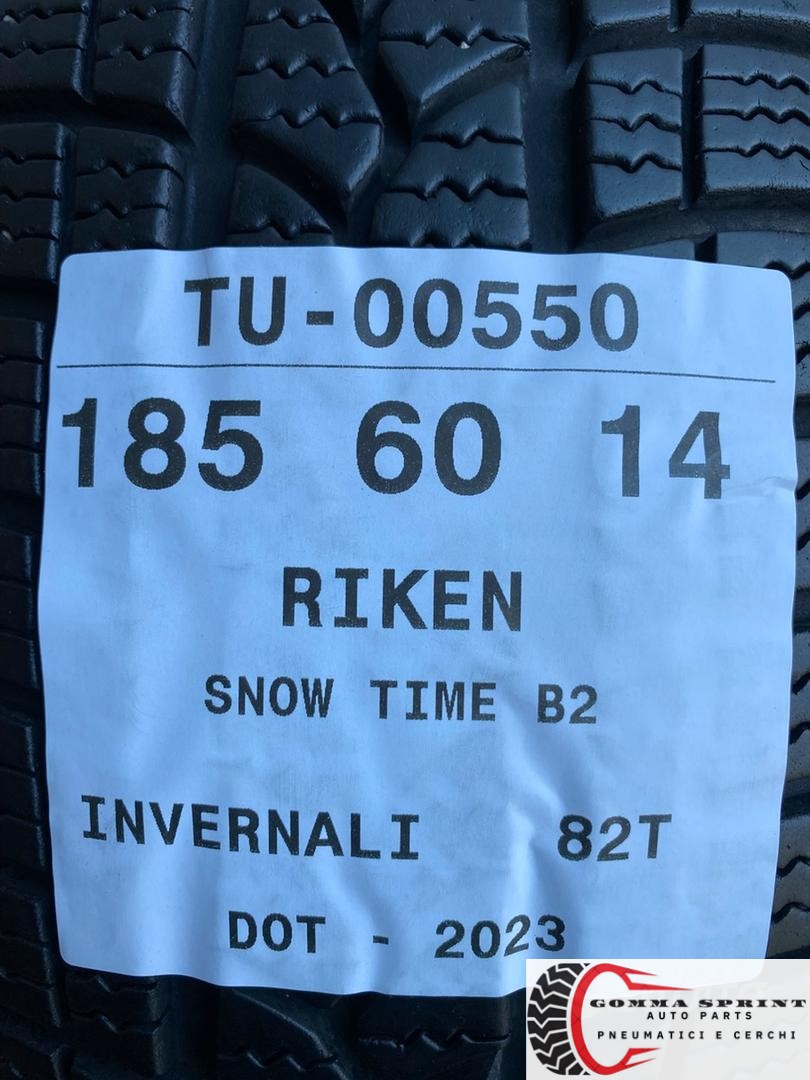 TU-00550
185 60 14
RIKEN
SNOW TIME B2
INVERNALI 82T
DOT - 2023
GOMMA SPRINT
AUTO PARTS
PNEUMATICI E CERCHI